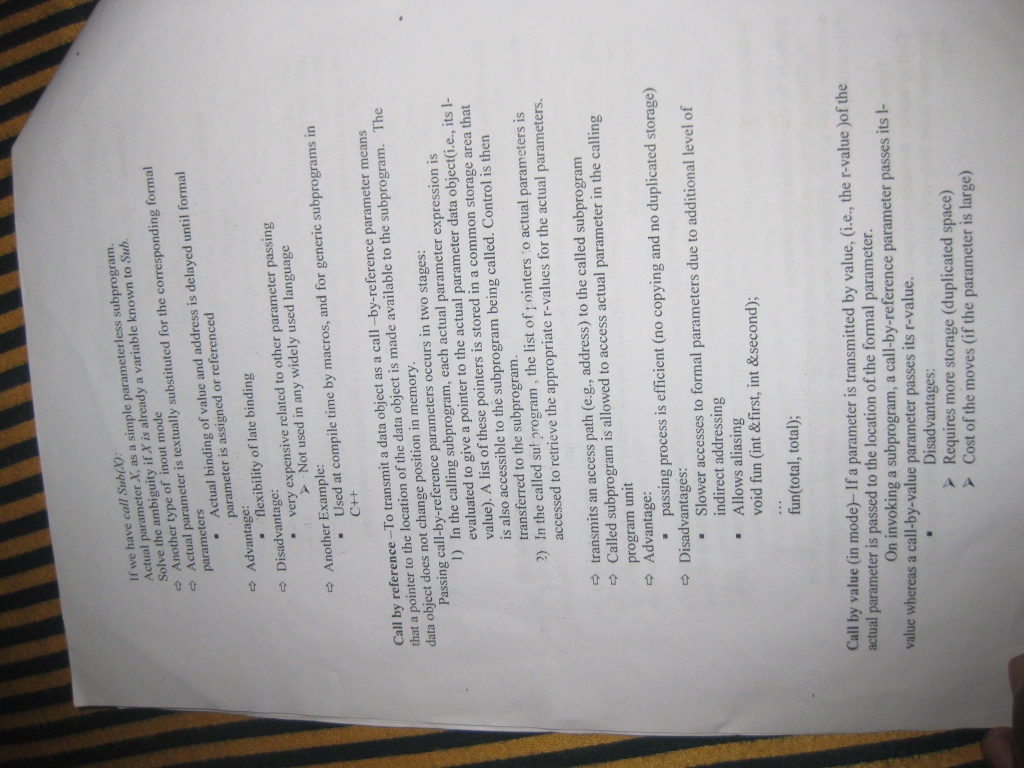 If we have call Sub(X):
Actual parameter X, as a simple parameterless subprogram.
Solve the ambiguity if X is already a variable known to Sub.
⇨ Another type of inout mode
⇨ Actual parameter is textually substituted for the corresponding formal
parameters
▪ Actual binding of value and address is delayed until formal
parameter is assigned or referenced
⇨ Advantage:
▪ flexibility of late binding
⇨ Disadvantage:
▪ very expensive related to other parameter passing
➢ Not used in any widely used language
⇨ Another Example:
▪ Used at compile time by macros, and for generic subprograms in
C++
Call by reference –To transmit a data object as a call –by-reference parameter means
that a pointer to the location of the data object is made available to the subprogram. The
data object does not change position in memory.
Passing call-by-reference parameters occurs in two stages:
1) In the calling subprogram, each actual parameter expression is
evaluated to give a pointer to the actual parameter data object(i.e., its l-
value). A list of these pointers is stored in a common storage area that
is also accessible to the subprogram being called. Control is then
transferred to the subprogram.
2) In the called subprogram , the list of pointers to actual parameters is
accessed to retrieve the appropriate r-values for the actual parameters.
⇨ transmits an access path (e.g., address) to the called subprogram
⇨ Called subprogram is allowed to access actual parameter in the calling
program unit
⇨ Advantage:
▪ passing process is efficient (no copying and no duplicated storage)
⇨ Disadvantages:
▪ Slower accesses to formal parameters due to additional level of
indirect addressing
▪ Allows aliasing
void fun (int &first, int &second);
...
fun(total, total);
Call by value (in mode)– If a parameter is transmitted by value, (i.e., the r-value )of the
actual parameter is passed to the location of the formal parameter.
On invoking a subprogram, a call-by-reference parameter passes its l-
value whereas a call-by-value parameter passes its r-value.
▪ Disadvantages:
➢ Requires more storage (duplicated space)
➢ Cost of the moves (if the parameter is large)